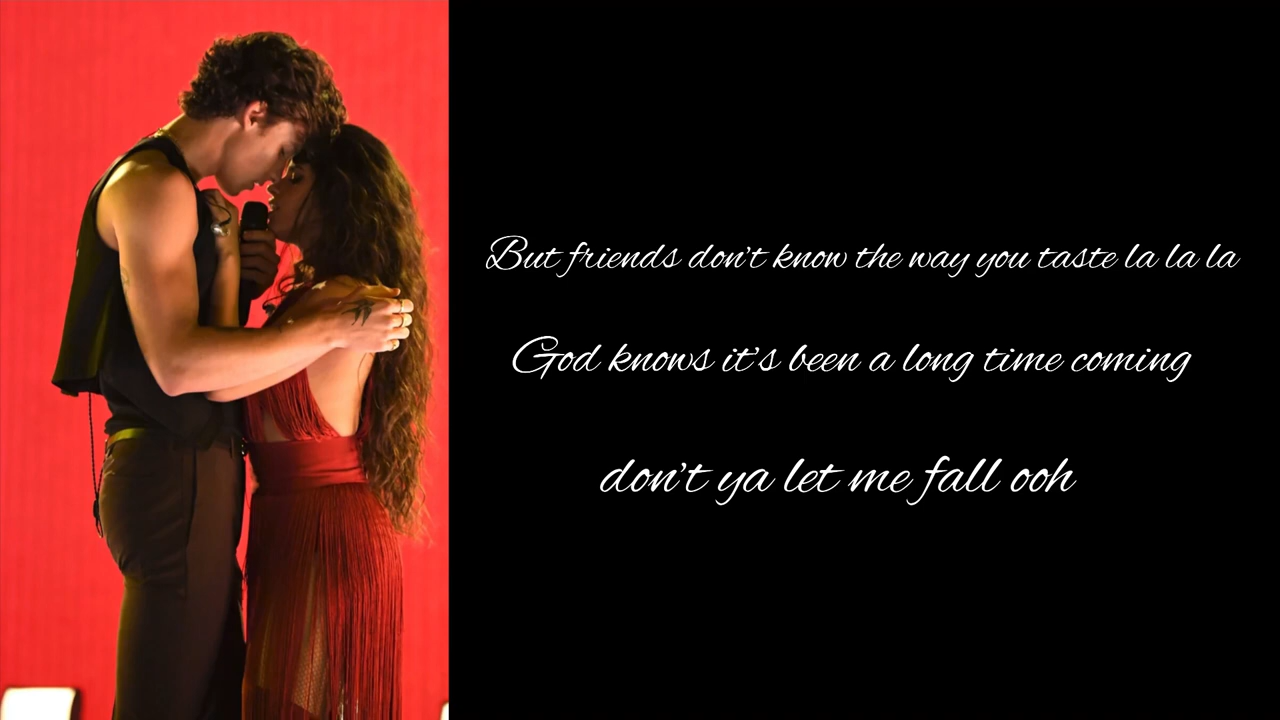 But friends don't know the way you taste la la la
God knows it's been a long time coming
don't ya let me fall ooh